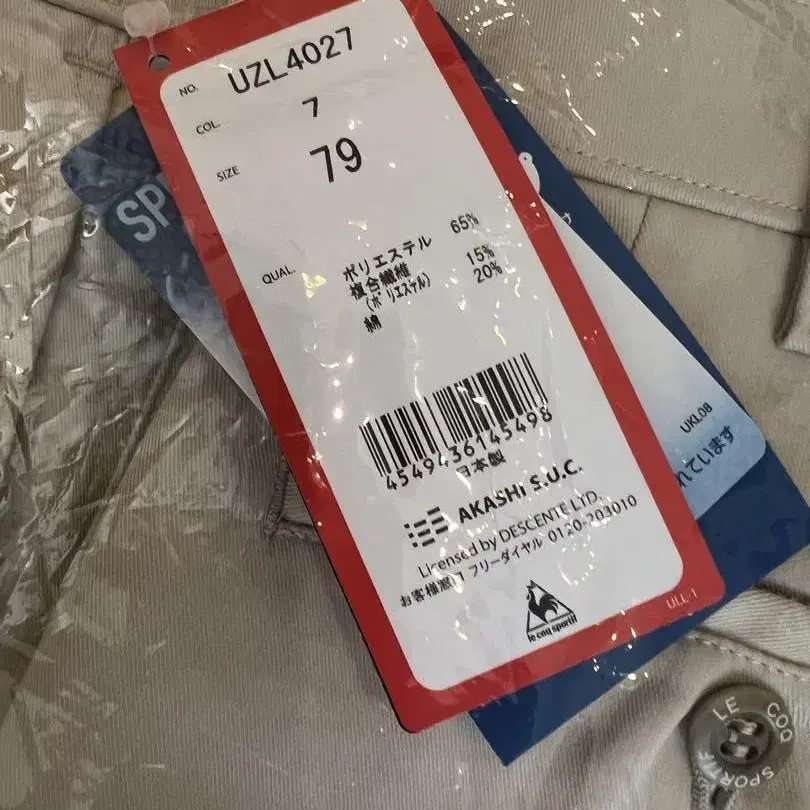 NO. UZL4027
COL. 7
SIZE 79
QUAL. ポリエステル 65%
複合繊維 15%
(ポリエステル) 20%
綿
4549436145498
日本製
AKASHI S.U.C.
Licensed by DESCENTE LTD.
お客様窓口 フリーダイヤル 0120-203010
le coq sportif
ULL-1
SP
UKL08
れています
LE COQ SPORTIF